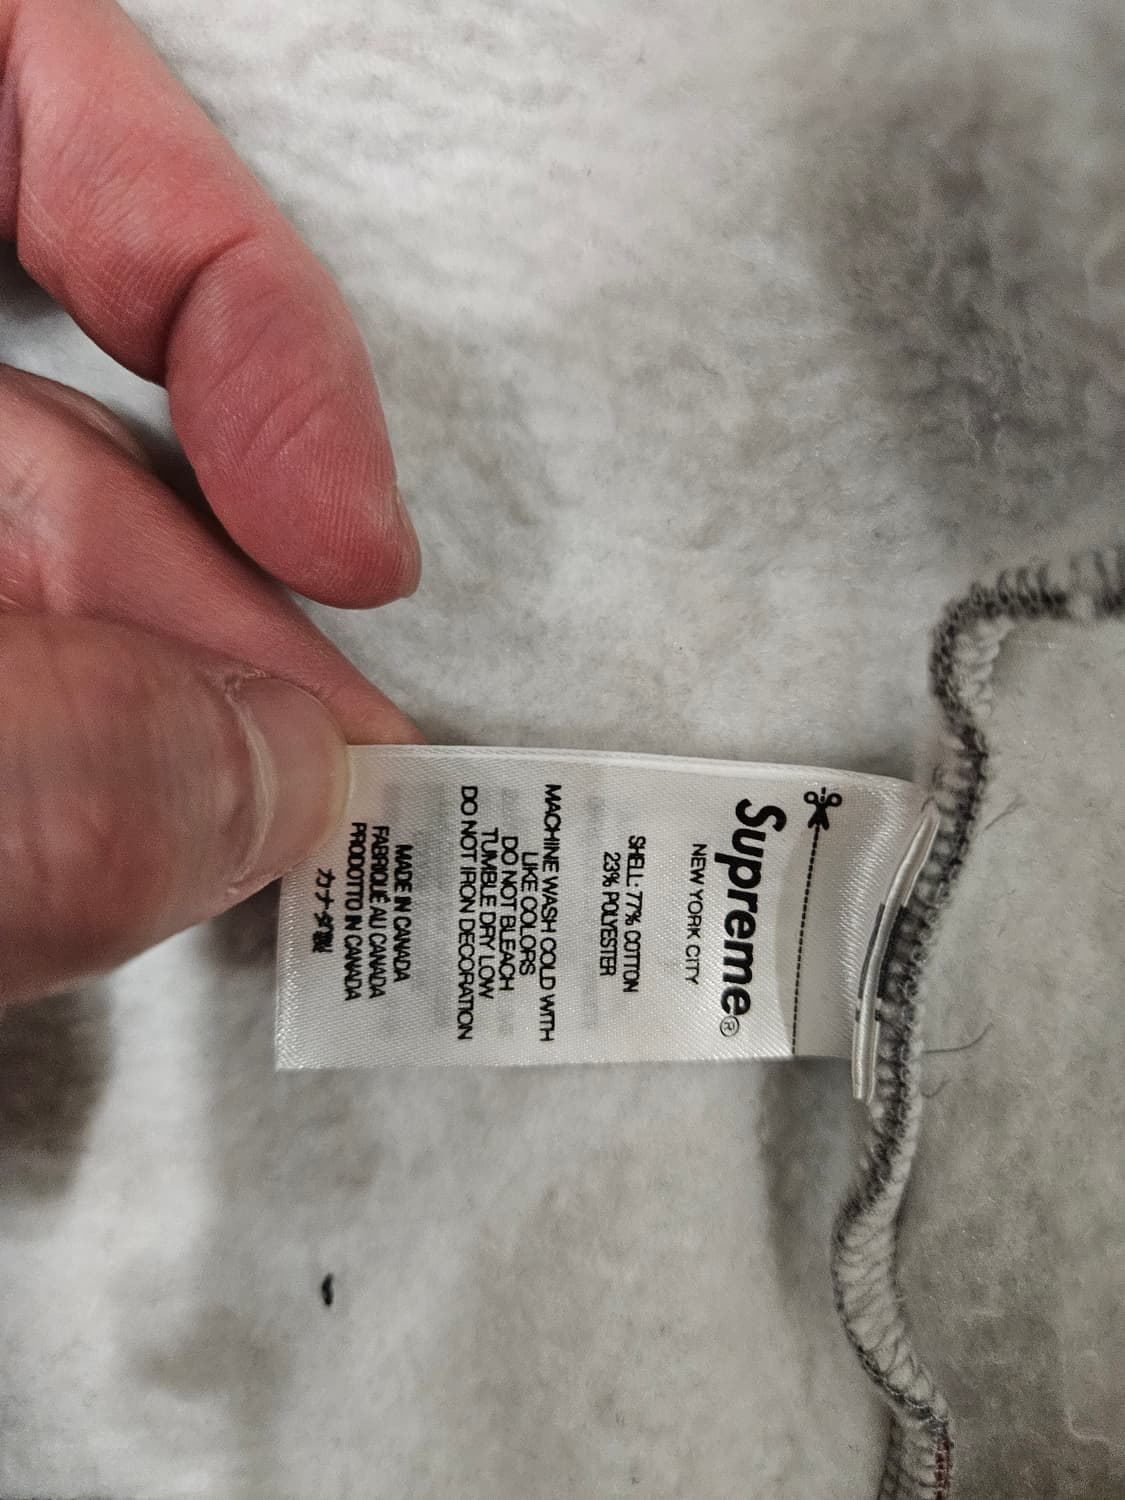 Supreme®
NEW YORK CITY
SHELL: 77% COTTON
23% POLYESTER
MACHINE WASH COLD WITH
LIKE COLORS
DO NOT BLEACH
TUMBLE DRY LOW
DO NOT IRON DECORATION
MADE IN CANADA
FABRIQUÉ AU CANADA
PRODOTTO IN CANADA
カナダ製